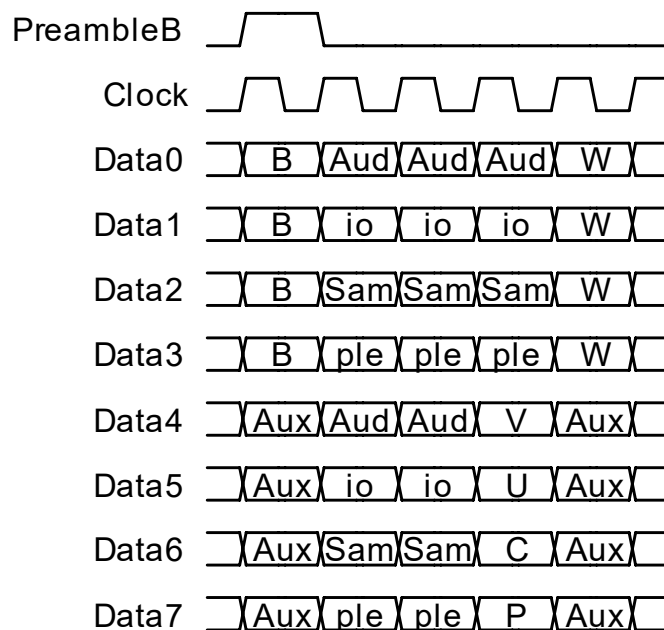 PreambleB
Clock
Data0 B Aud Aud Aud W
Data1 B io io io W
Data2 B Sam Sam Sam W
Data3 B ple ple ple W
Data4 Aux Aud Aud V Aux
Data5 Aux io io U Aux
Data6 Aux Sam Sam C Aux
Data7 Aux ple ple P Aux